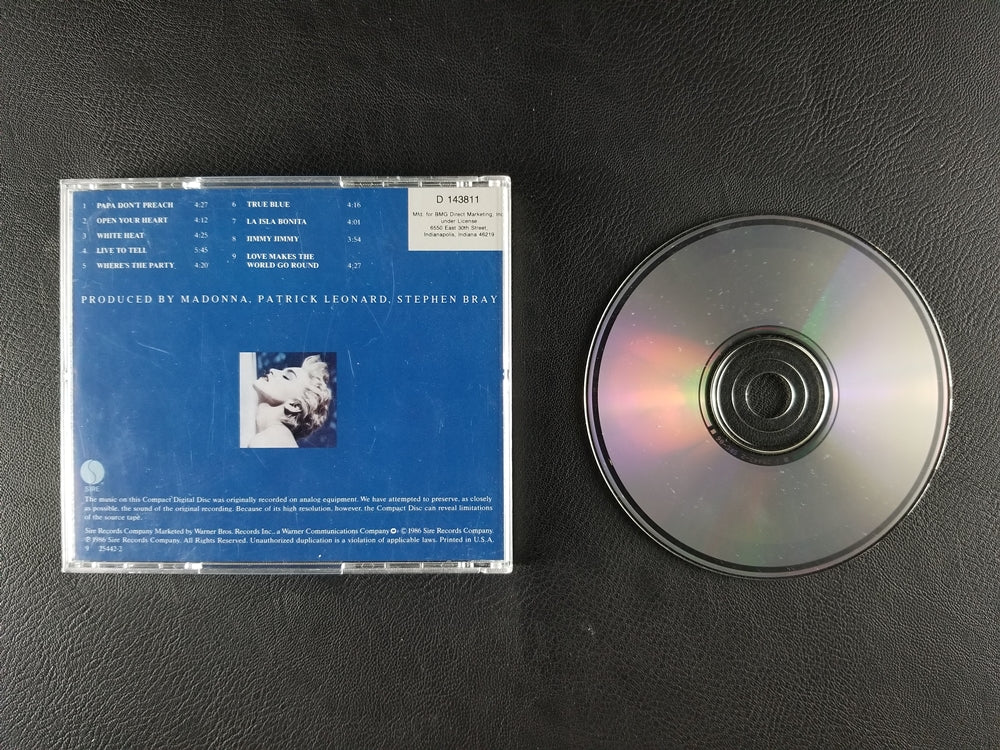 1 PAPA DON'T PREACH 4:27
2 OPEN YOUR HEART 4:12
3 WHITE HEAT 4:25
4 LIVE TO TELL 5:45
5 WHERE'S THE PARTY 4:20
6 TRUE BLUE 4:16
7 LA ISLA BONITA 4:01
8 JIMMY JIMMY 3:54
9 LOVE MAKES THE
WORLD GO ROUND 4:27
D 143811
Mfd. for BMG Direct Marketing, Inc.
under License
6550 East 30th Street,
Indianapolis, Indiana 46219
PRODUCED BY MADONNA, PATRICK LEONARD, STEPHEN BRAY
SIRE
The music on this Compact Digital Disc was originally recorded on analog equipment. We have attempted to preserve, as closely
as possible, the sound of the original recording. Because of its high resolution, however, the Compact Disc can reveal limitations
of the source tape.
Sire Records Company Marketed by Warner Bros. Records Inc., a Warner Communications Company © 1986 Sire Records Company.
℗ 1986 Sire Records Company. All Rights Reserved. Unauthorized duplication is a violation of applicable laws. Printed in U.S.A.
9 25442-2